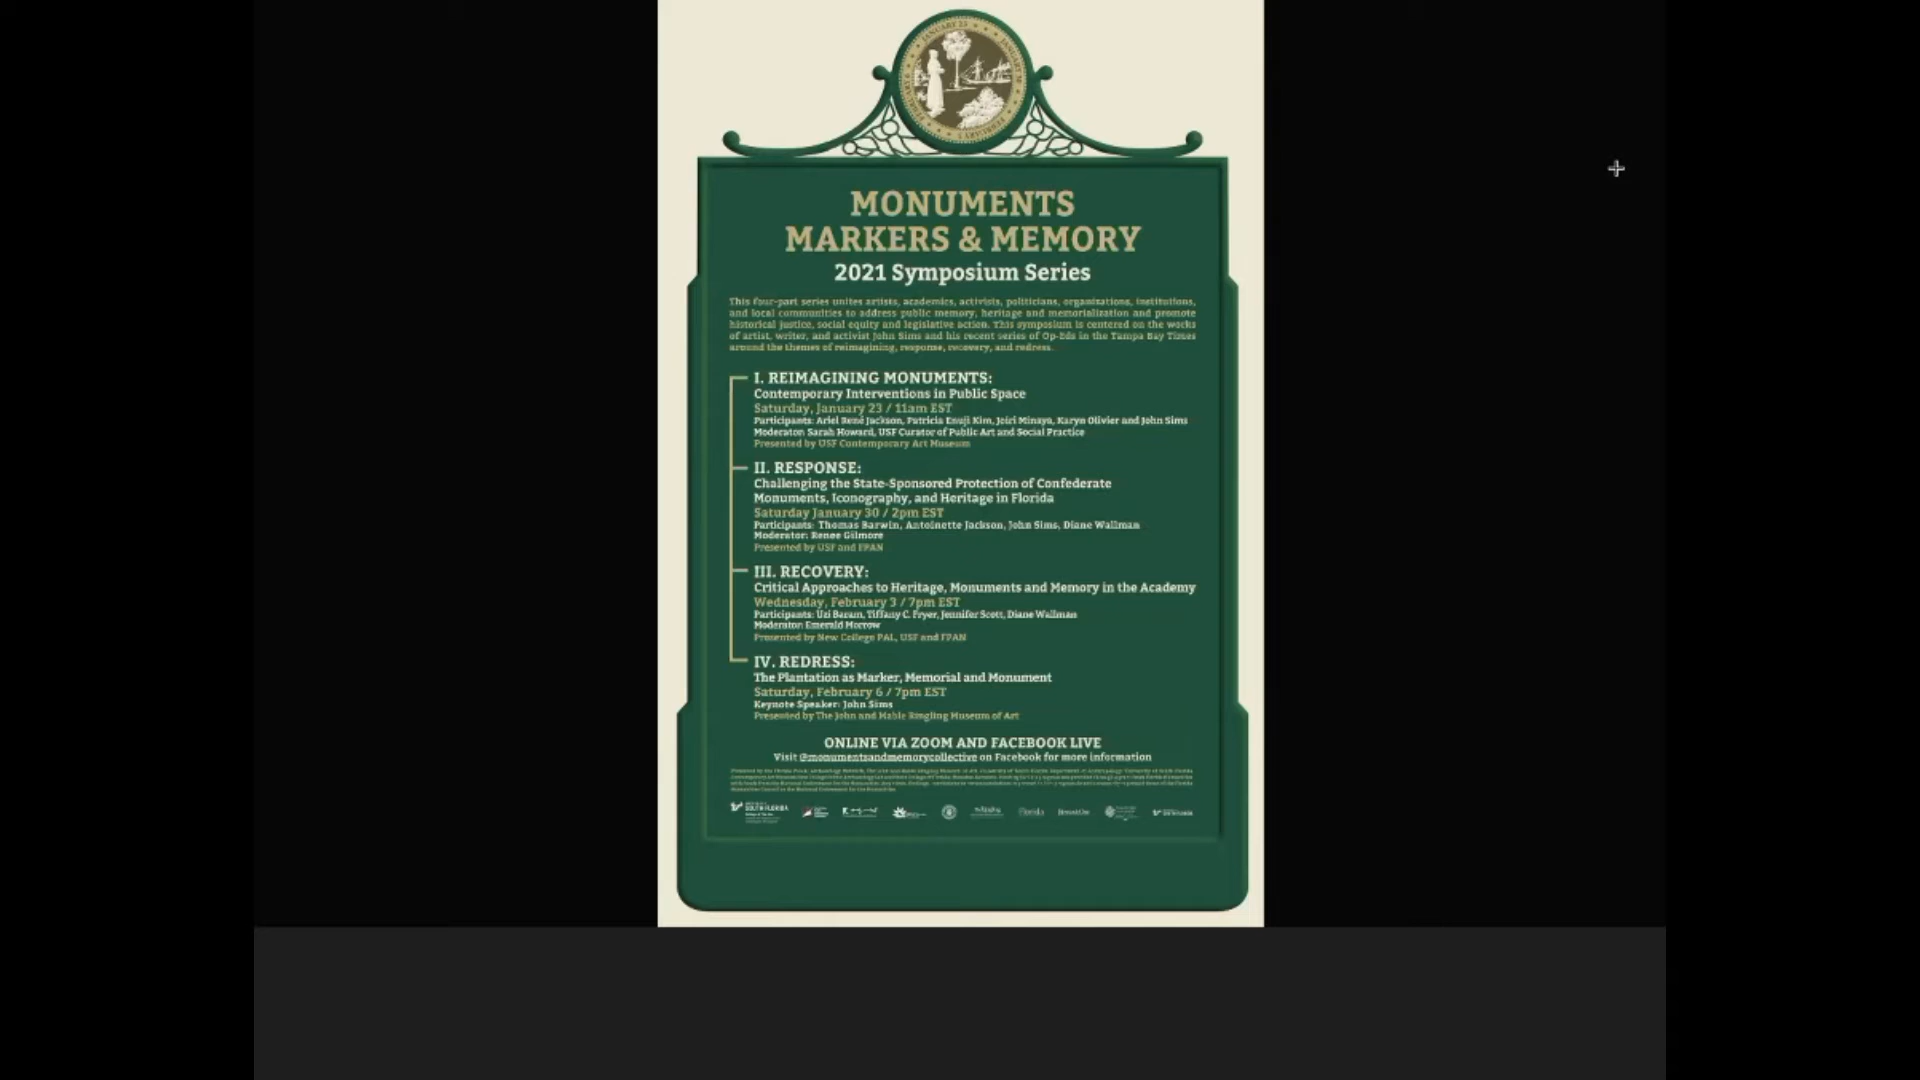 MONUMENTS
MARKERS & MEMORY
2021 Symposium Series
This four-part series unites artists, academics, activists, politicians, organizations, institutions,
and local communities to address public memory, heritage and memorialization and promote
historical justice, social equity and legislative action. This symposium is centered on the works
of artist, writer, and activist John Sims and his recent series of Op-Eds in the Tampa Bay Times
around the themes of reimagining, response, recovery, and redress.
I. REIMAGINING MONUMENTS:
Contemporary Interventions in Public Space
Saturday, January 23 / 11am EST
Participants: Ariel René Jackson, Patricia Eunji Kim, Joiri Minaya, Karyn Olivier and John Sims
Moderator: Sarah Howard, USF Curator of Public Art and Social Practice
Presented by USF Contemporary Art Museum
II. RESPONSE:
Challenging the State-Sponsored Protection of Confederate
Monuments, Iconography, and Heritage in Florida
Saturday January 30 / 2pm EST
Participants: Thomas Barwin, Antoinette Jackson, John Sims, Diane Wallman
Moderator: Renee Gilmore
Presented by USF and FPAN
III. RECOVERY:
Critical Approaches to Heritage, Monuments and Memory in the Academy
Wednesday, February 3 / 7pm EST
Participants: Uzi Baram, Tiffany C. Fryer, Jennifer Scott, Diane Wallman
Moderator: Emerald Morrow
Presented by New College PAL, USF and FPAN
IV. REDRESS:
The Plantation as Marker, Memorial and Monument
Saturday, February 6 / 7pm EST
Keynote Speaker: John Sims
Presented by The John and Mable Ringling Museum of Art
ONLINE VIA ZOOM AND FACEBOOK LIVE
Visit @monumentsandmemorycollective on Facebook for more information
SOUTH FLORIDA